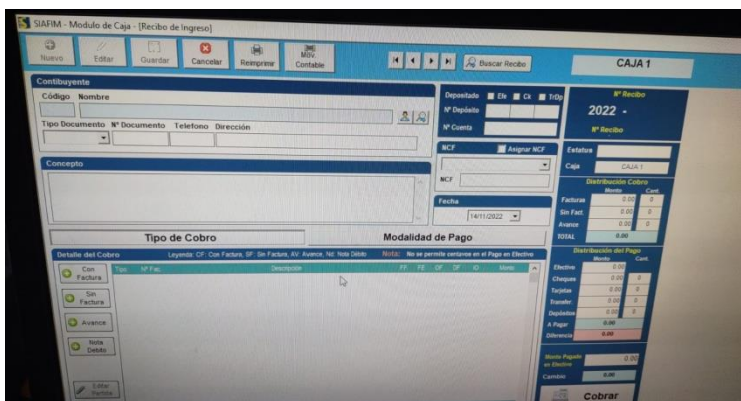 SIAFIM - Modulo de Caja - [Recibo de Ingreso]
Nuevo Editar Guardar Cancelar Reimprimir Mov. Contable Buscar Recibo CAJA 1
Contribuyente
Código Nombre
Tipo Documento Nº Documento Telefono Dirección
Concepto
Depositado Efe Ck TrDp
Nº Depósito
Nº Cuenta
NCF Asignar NCF
NCF
Fecha
14/11/2022
Nº Recibo
2022 -
Nº Recibo
Estatus
Caja CAJA 1
Distribución Cobro
Monto Cant.
Facturas 0.00 0
Sin Fact. 0.00 0
Avance 0.00 0
TOTAL 0.00
Tipo de Cobro Modalidad de Pago
Detalle del Cobro Leyenda: CF: Con Factura, SF: Sin Factura, AV: Avance, Nd: Nota Débito Nota: No se permite centavos en el Pago en Efectivo
Tipo Nº Fac. Descripción FF FE OF DF ID Monto
Con Factura
Sin Factura
Avance
Nota Debito
Editar Partida
Distribución del Pago
Monto Cant.
Efectivo 0.00
Cheques 0.00 0
Tarjetas 0.00 0
Transfer. 0.00 0
Depósitos 0.00 0
A Pagar 0.00
Diferencia 0.00
Monto Pagado en Efectivo 0.00
Cambio 0.00
Cobrar